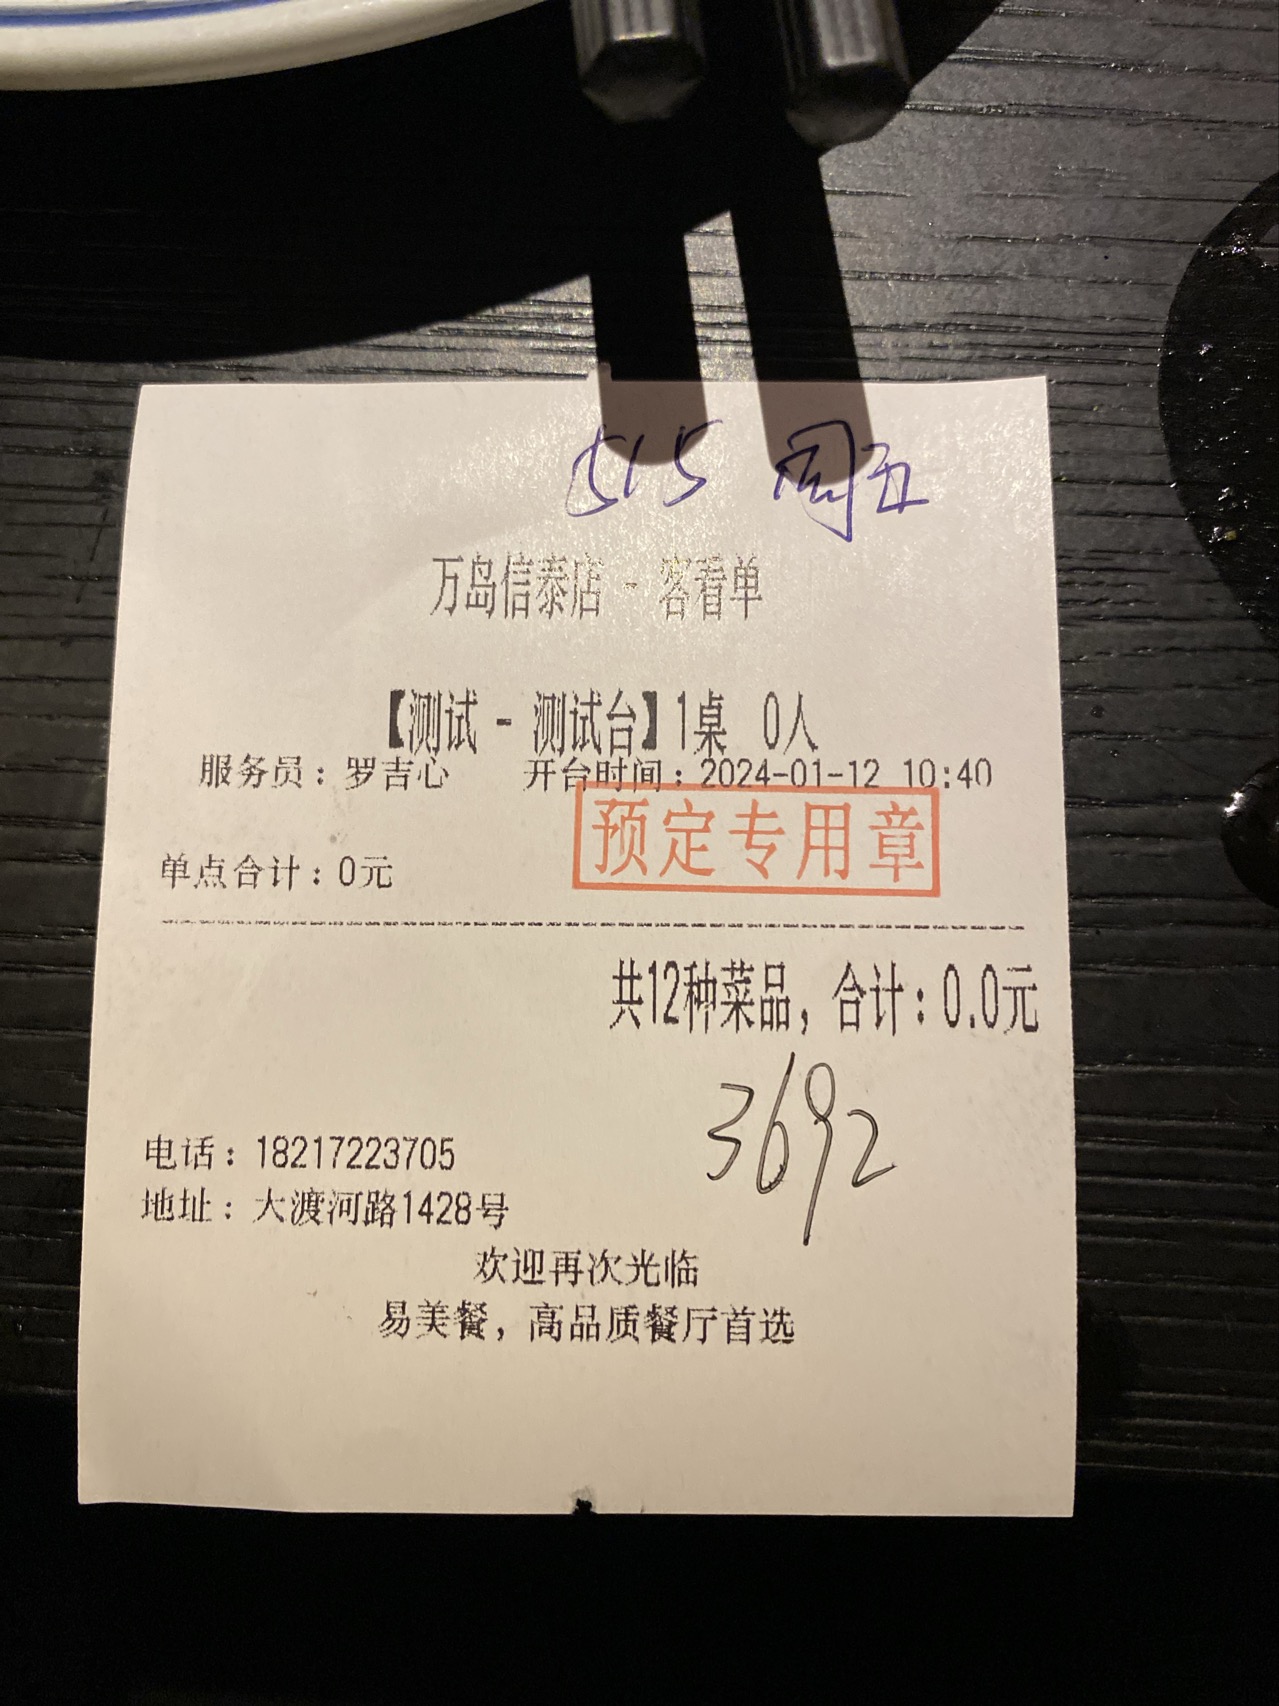 515 周五
万岛信泰店 - 客看单
【测试 - 测试台】1桌 0人
服务员：罗吉心 开台时间：2024-01-12 10:40
预定专用章
单点合计：0元
共12种菜品，合计：0.0元
3692
电话：18217223705
地址：大渡河路1428号
欢迎再次光临
易美餐，高品质餐厅首选